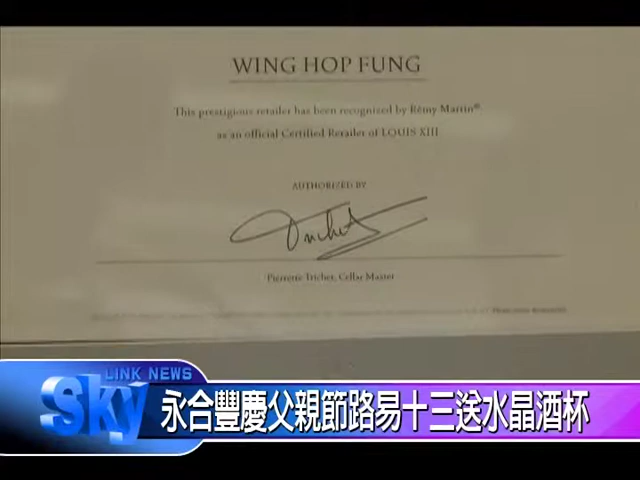 WING HOP FUNG
This prestigious retailer has been recognized by Rémy Martin®
as an official Certified Retailer of LOUIS XIII
AUTHORIZED BY
Pierrette Trichet, Cellar Master
LINK NEWS
Sky
永合豐慶父親節路易十三送水晶酒杯